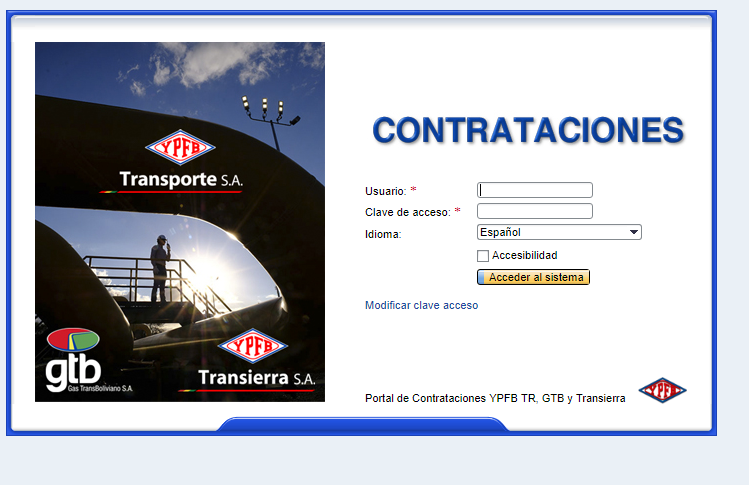 YPFB
Transporte S.A.
gtb
Gas TransBoliviano S.A.
YPFB
Transierra S.A.
CONTRATACIONES
Usuario: *
Clave de acceso: *
Idioma: Español
Accesibilidad
Acceder al sistema
Modificar clave acceso
Portal de Contrataciones YPFB TR, GTB y Transierra
YPFB